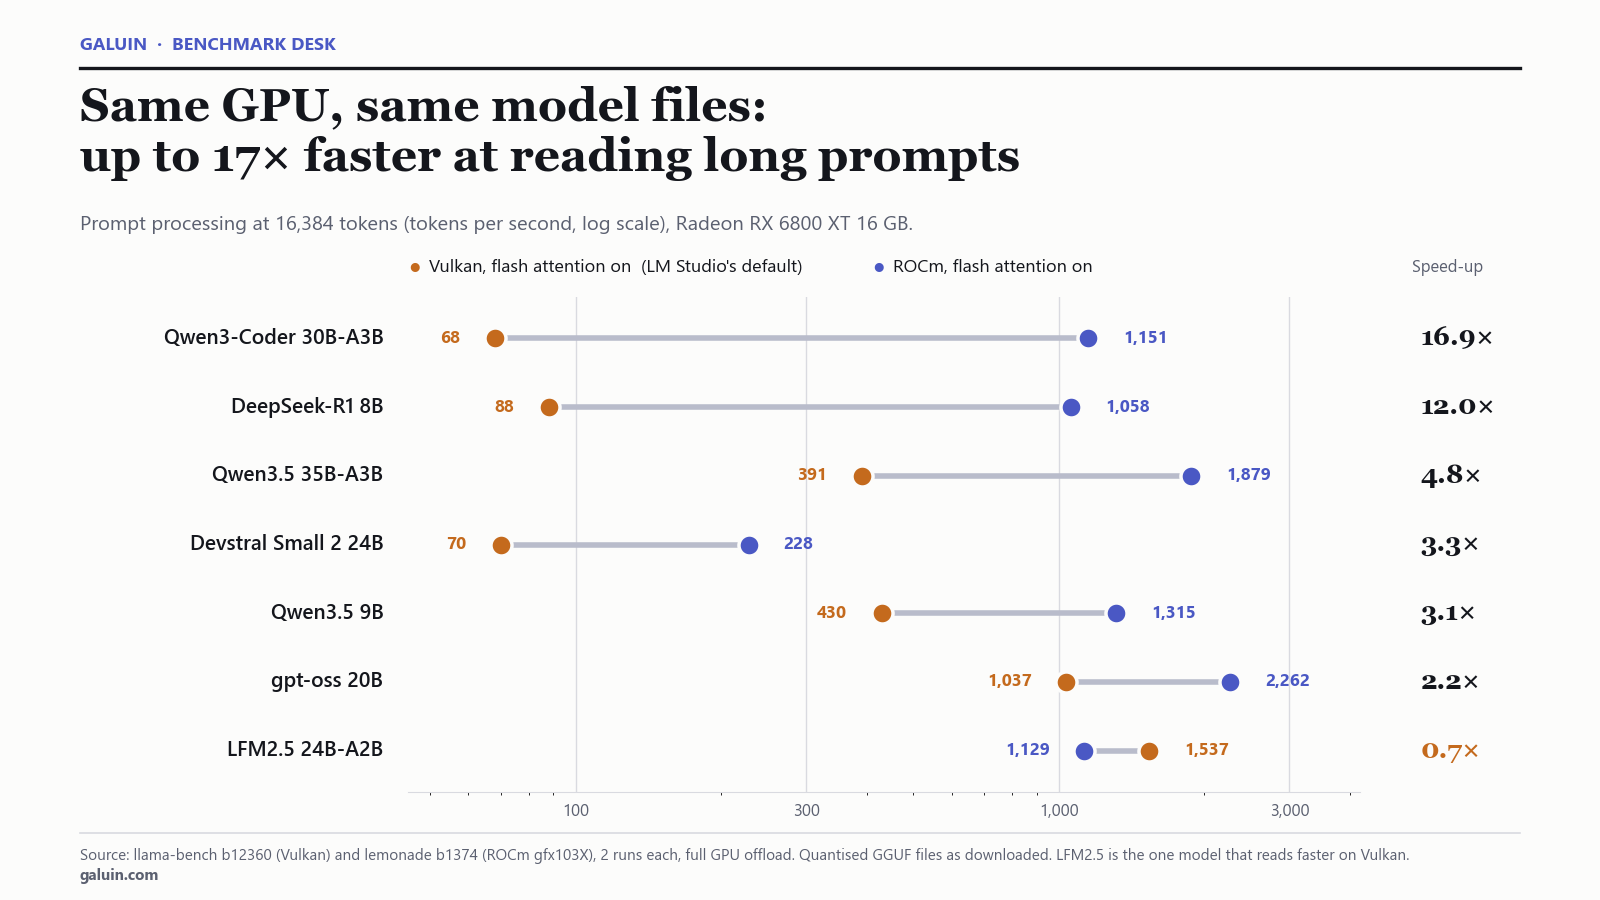 GALUIN · BENCHMARK DESK
Same GPU, same model files:
up to 17× faster at reading long prompts
Prompt processing at 16,384 tokens (tokens per second, log scale), Radeon RX 6800 XT 16 GB.
Vulkan, flash attention on (LM Studio's default) ROCm, flash attention on Speed-up
Qwen3-Coder 30B-A3B 68 1,151 16.9×
DeepSeek-R1 8B 88 1,058 12.0×
Qwen3.5 35B-A3B 391 1,879 4.8×
Devstral Small 2 24B 70 228 3.3×
Qwen3.5 9B 430 1,315 3.1×
gpt-oss 20B 1,037 2,262 2.2×
LFM2.5 24B-A2B 1,129 1,537 0.7×
100 300 1,000 3,000
Source: llama-bench b12360 (Vulkan) and lemonade b1374 (ROCm gfx103X), 2 runs each, full GPU offload. Quantised GGUF files as downloaded. LFM2.5 is the one model that reads faster on Vulkan.
galuin.com